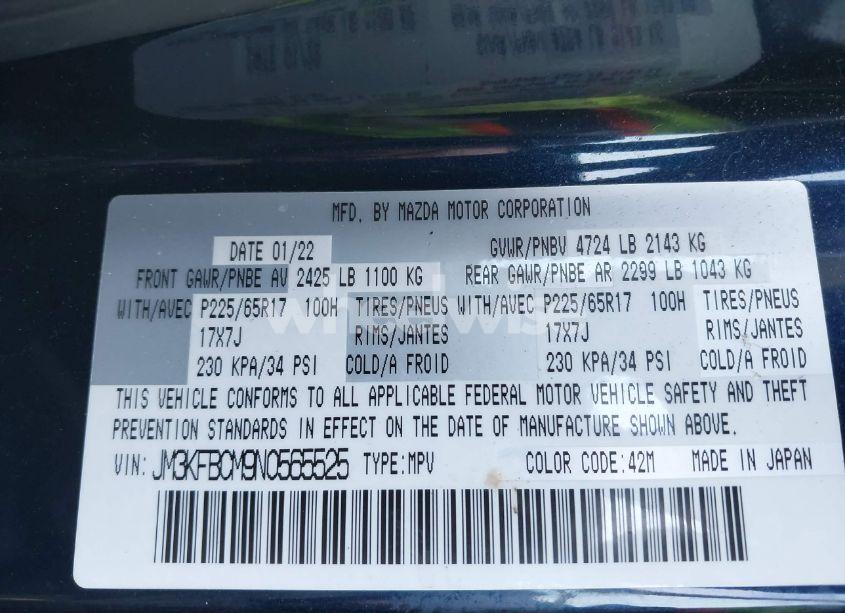 MFD. BY MAZDA MOTOR CORPORATION
DATE 01/22 GVWR/PNBV 4724 LB 2143 KG
FRONT GAWR/PNBE AV 2425 LB 1100 KG REAR GAWR/PNBE AR 2299 LB 1043 KG
WITH/AVEC P225/65R17 100H TIRES/PNEUS WITH/AVEC P225/65R17 100H TIRES/PNEUS
17X7J RIMS/JANTES 17X7J RIMS/JANTES
230 KPA/34 PSI COLD/A FROID 230 KPA/34 PSI COLD/A FROID
THIS VEHICLE CONFORMS TO ALL APPLICABLE FEDERAL MOTOR VEHICLE SAFETY AND THEFT
PREVENTION STANDARDS IN EFFECT ON THE DATE OF MANUFACTURE SHOWN ABOVE.
VIN: JM3KFBCM9N0565525 TYPE:MPV COLOR CODE:42M MADE IN JAPAN